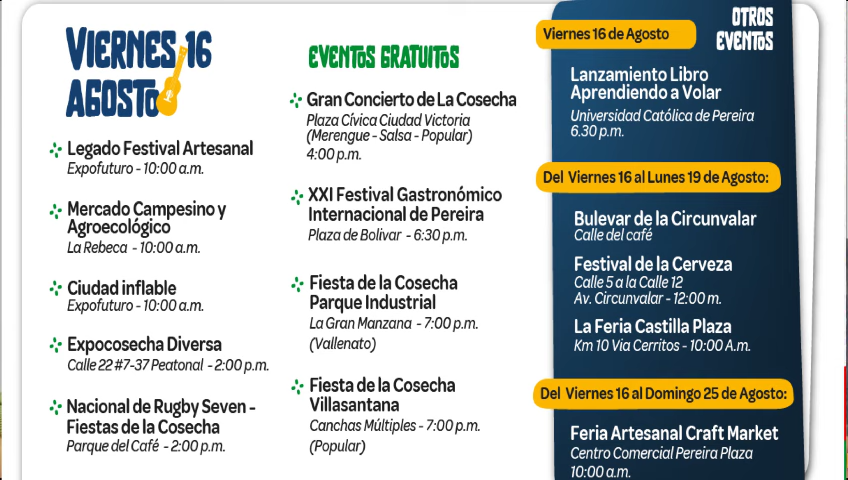 VIERNES 16
AGOSTO
Legado Festival Artesanal
Expofuturo - 10:00 a.m.
Mercado Campesino y
Agroecológico
La Rebeca - 10:00 a.m.
Ciudad inflable
Expofuturo - 10:00 a.m.
Expocosecha Diversa
Calle 22 #7-37 Peatonal - 2:00 p.m.
Nacional de Rugby Seven -
Fiestas de la Cosecha
Parque del Café - 2:00 p.m.
EVENTOS GRATUITOS
Gran Concierto de La Cosecha
Plaza Cívica Ciudad Victoria
(Merengue - Salsa - Popular)
4:00 p.m.
XXI Festival Gastronómico
Internacional de Pereira
Plaza de Bolivar - 6:30 p.m.
Fiesta de la Cosecha
Parque Industrial
La Gran Manzana - 7:00 p.m.
(Vallenato)
Fiesta de la Cosecha
Villasantana
Canchas Múltiples - 7:00 p.m.
(Popular)
OTROS
EVENTOS
Viernes 16 de Agosto
Lanzamiento Libro
Aprendiendo a Volar
Universidad Católica de Pereira
6.30 p.m.
Del Viernes 16 al Lunes 19 de Agosto:
Bulevar de la Circunvalar
Calle del café
Festival de la Cerveza
Calle 5 a la Calle 12
Av. Circunvalar - 12:00 m.
La Feria Castilla Plaza
Km 10 Via Cerritos - 10:00 A.m.
Del Viernes 16 al Domingo 25 de Agosto:
Feria Artesanal Craft Market
Centro Comercial Pereira Plaza
10:00 a.m.